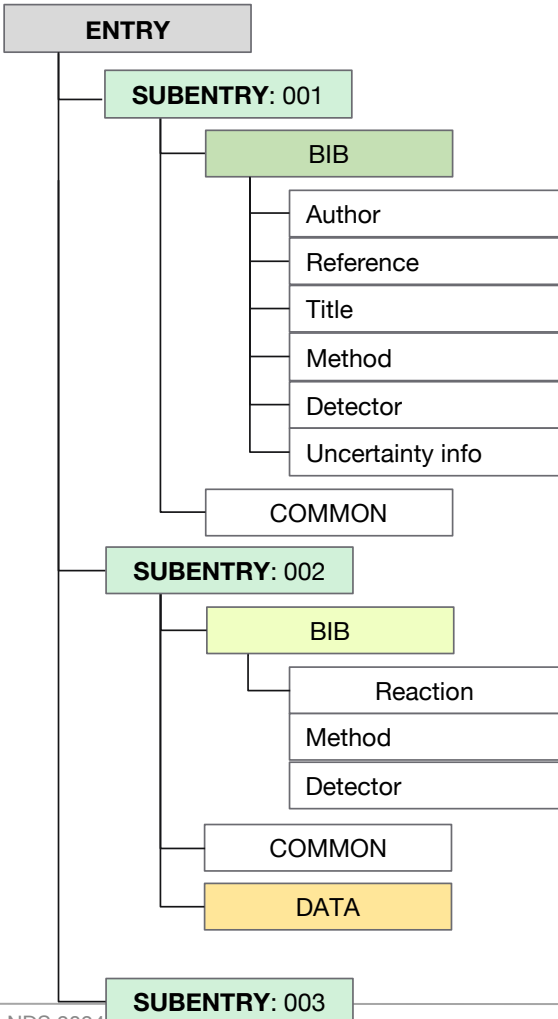 ENTRY
SUBENTRY: 001
BIB
Author
Reference
Title
Method
Detector
Uncertainty info
COMMON
SUBENTRY: 002
BIB
Reaction
Method
Detector
COMMON
DATA
SUBENTRY: 003